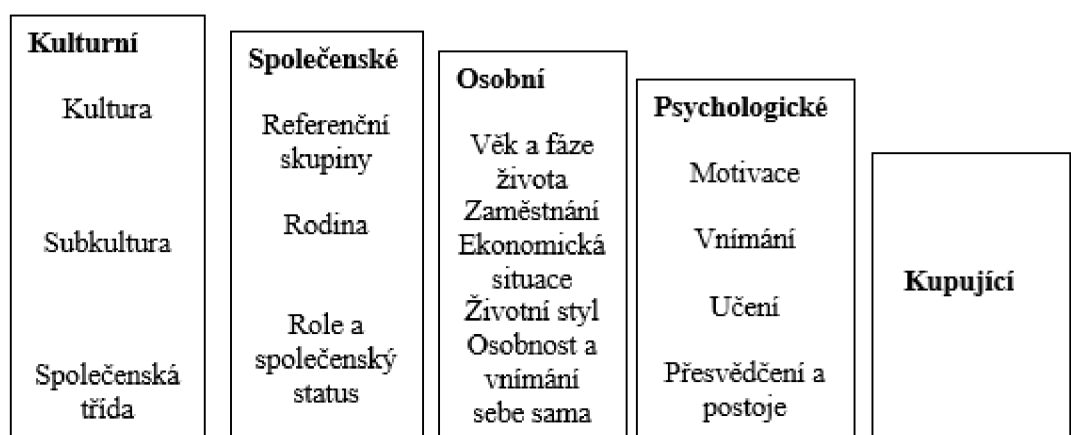 Kulturní
Kultura
Subkultura
Společenská
třída
Společenské
Referenční
skupiny
Rodina
Role a
společenský
status
Osobní
Věk a fáze
života
Zaměstnání
Ekonomická
situace
Životní styl
Osobnost a
vnímání
sebe sama
Psychologické
Motivace
Vnímání
Učení
Přesvědčení a
postoje
Kupující